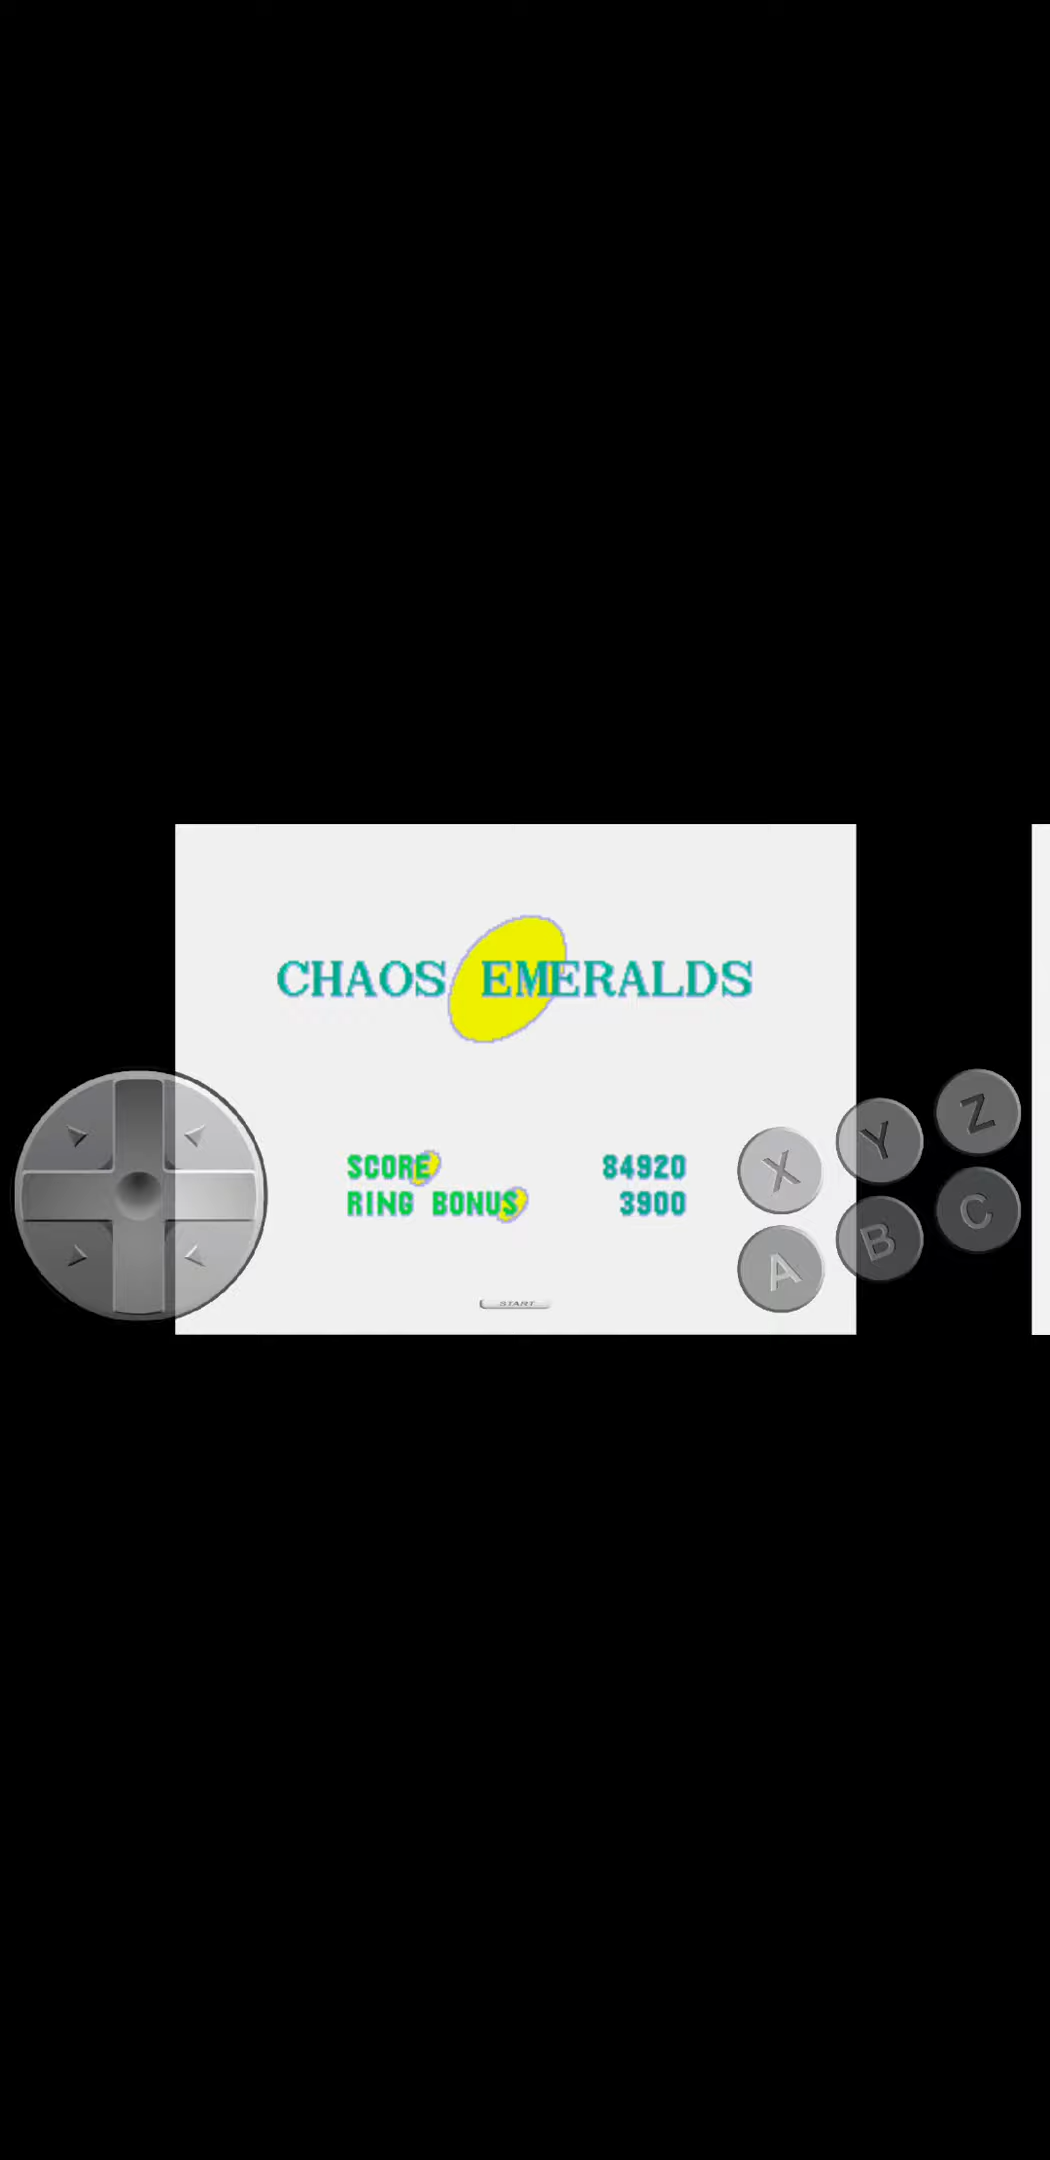 CHAOS EMERALDS
SCORE 84920
RING BONUS 3900
X Y Z
A B C
START